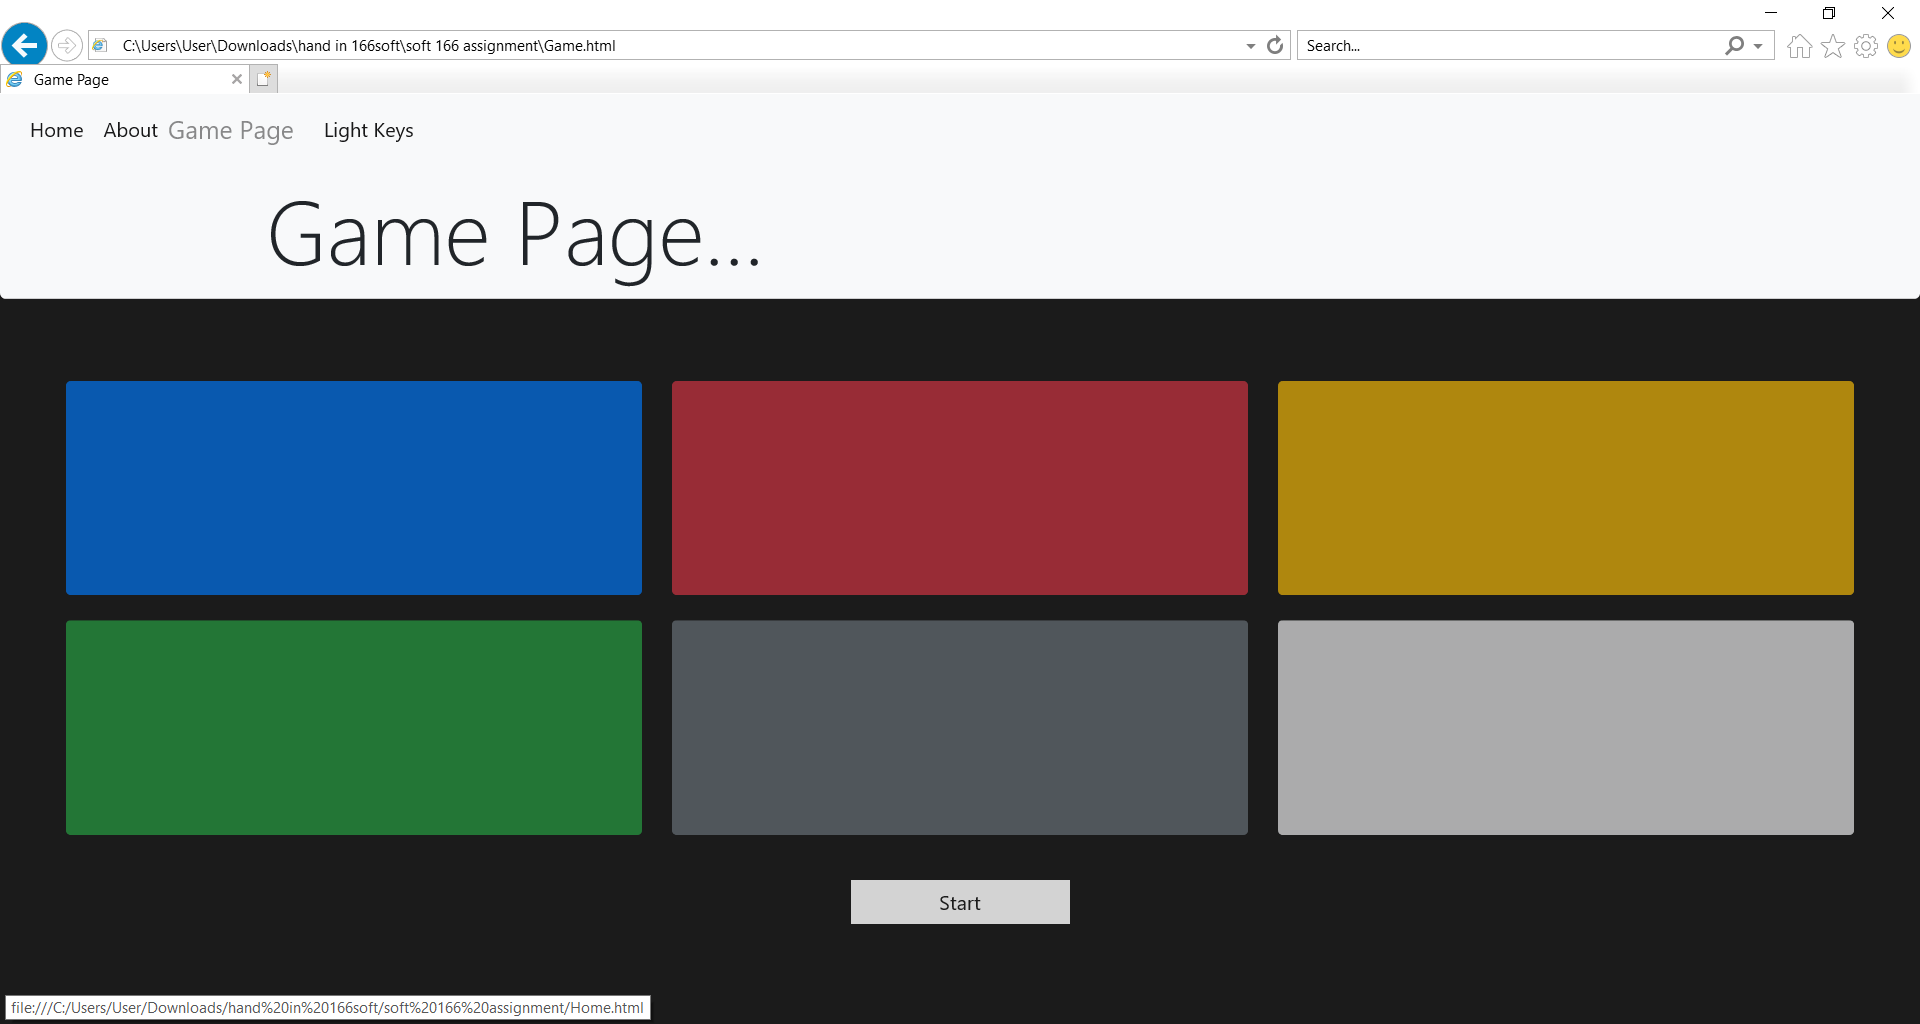 C:\Users\User\Downloads\hand in 166soft\soft 166 assignment\Game.html
Search...
Game Page
Home About Game Page Light Keys
Game Page...
Start
file:///C:/Users/User/Downloads/hand%20in%20166soft/soft%20166%20assignment/Home.html